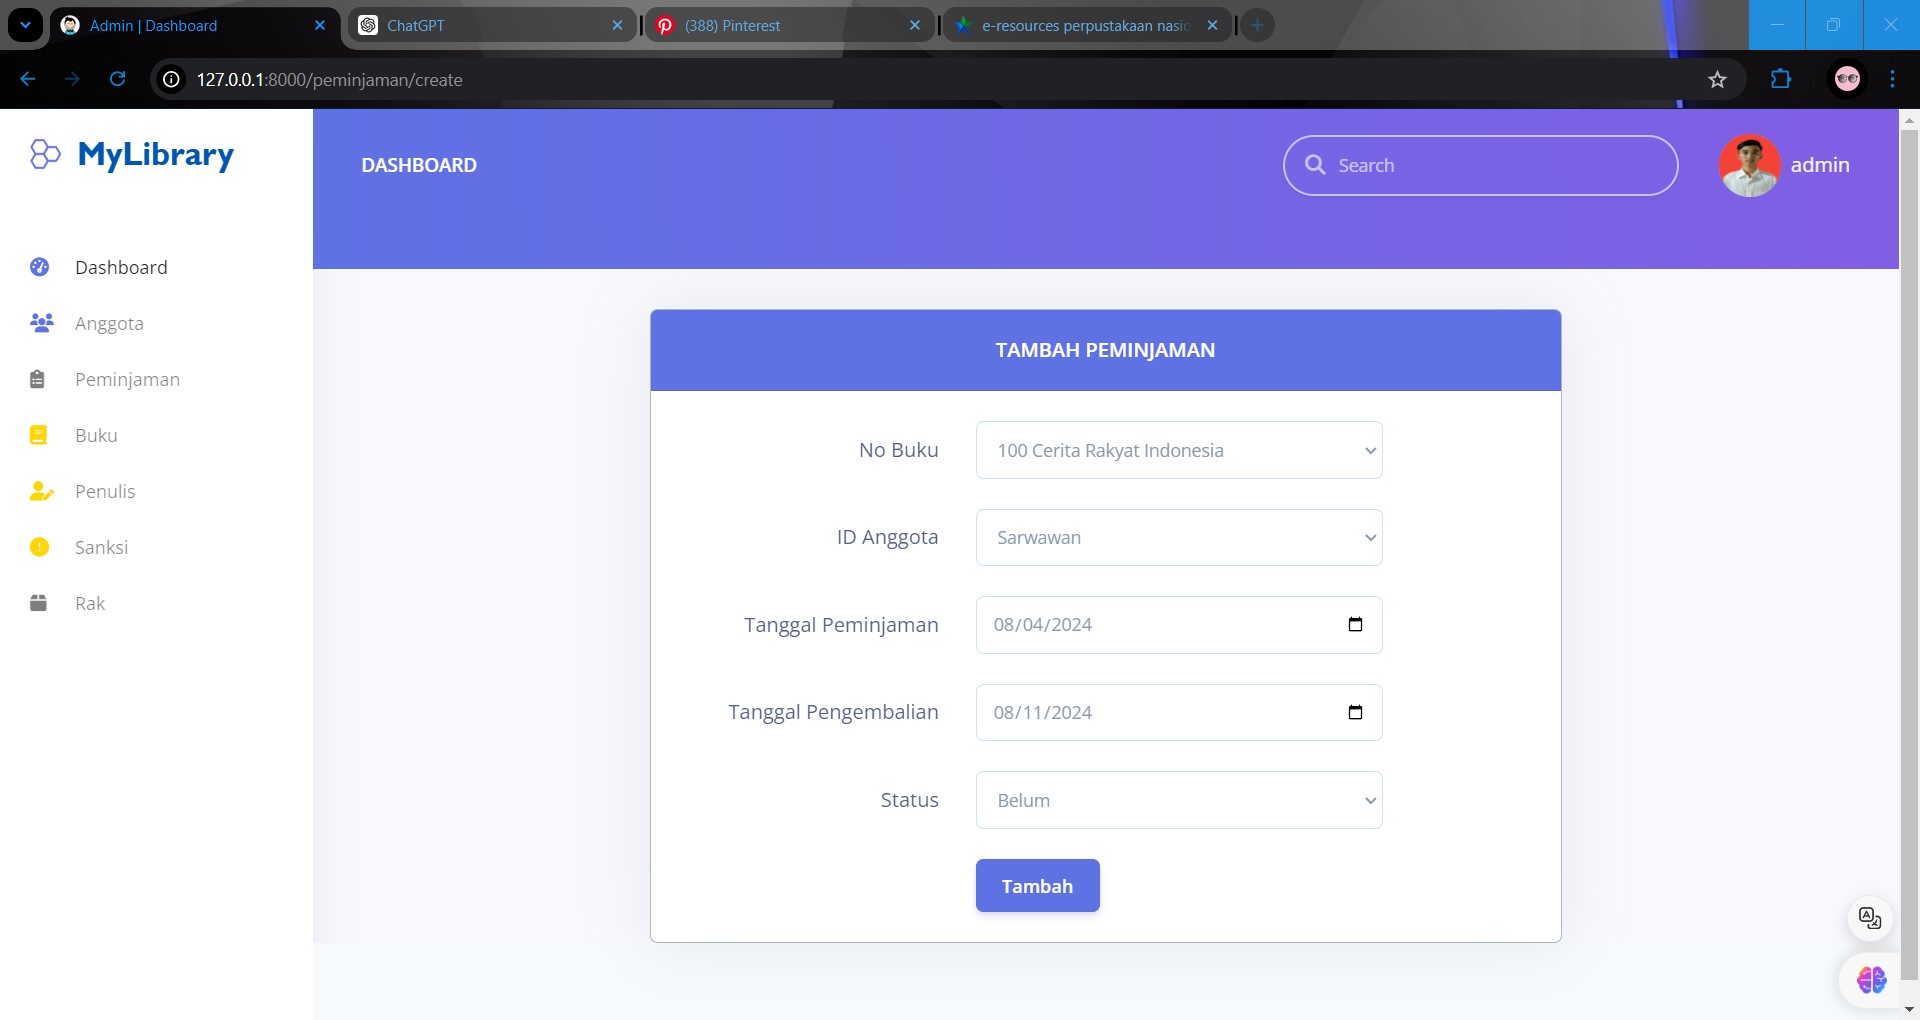 Admin | Dashboard
ChatGPT
(388) Pinterest
e-resources perpustakaan nasio
127.0.0.1:8000/peminjaman/create
MyLibrary
DASHBOARD
Search
admin
Dashboard
Anggota
Peminjaman
Buku
Penulis
Sanksi
Rak
TAMBAH PEMINJAMAN
No Buku
100 Cerita Rakyat Indonesia
ID Anggota
Sarwawan
Tanggal Peminjaman
08/04/2024
Tanggal Pengembalian
08/11/2024
Status
Belum
Tambah